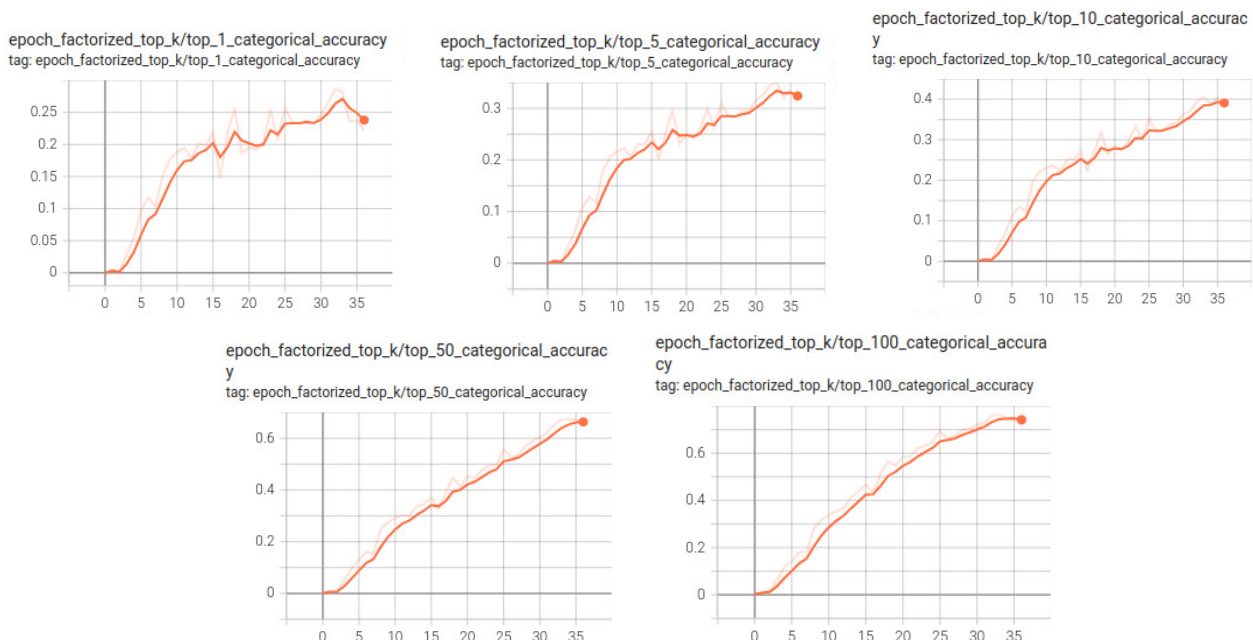 epoch_factorized_top_k/top_1_categorical_accuracy
tag: epoch_factorized_top_k/top_1_categorical_accuracy
0.25
0.2
0.15
0.1
0.05
0
0 5 10 15 20 25 30 35
epoch_factorized_top_k/top_5_categorical_accuracy
tag: epoch_factorized_top_k/top_5_categorical_accuracy
0.3
0.2
0.1
0
0 5 10 15 20 25 30 35
epoch_factorized_top_k/top_10_categorical_accurac
y
tag: epoch_factorized_top_k/top_10_categorical_accuracy
0.4
0.3
0.2
0.1
0
0 5 10 15 20 25 30 35
epoch_factorized_top_k/top_50_categorical_accurac
y
tag: epoch_factorized_top_k/top_50_categorical_accuracy
0.6
0.4
0.2
0
0 5 10 15 20 25 30 35
epoch_factorized_top_k/top_100_categorical_accura
cy
tag: epoch_factorized_top_k/top_100_categorical_accuracy
0.6
0.4
0.2
0
0 5 10 15 20 25 30 35